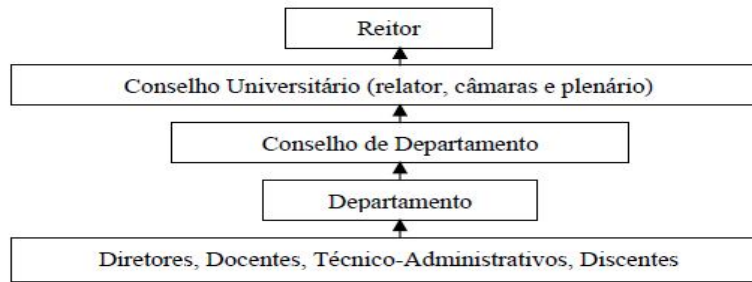 Reitor
Conselho Universitário (relator, câmaras e plenário)
Conselho de Departamento
Departamento
Diretores, Docentes, Técnico-Administrativos, Discentes